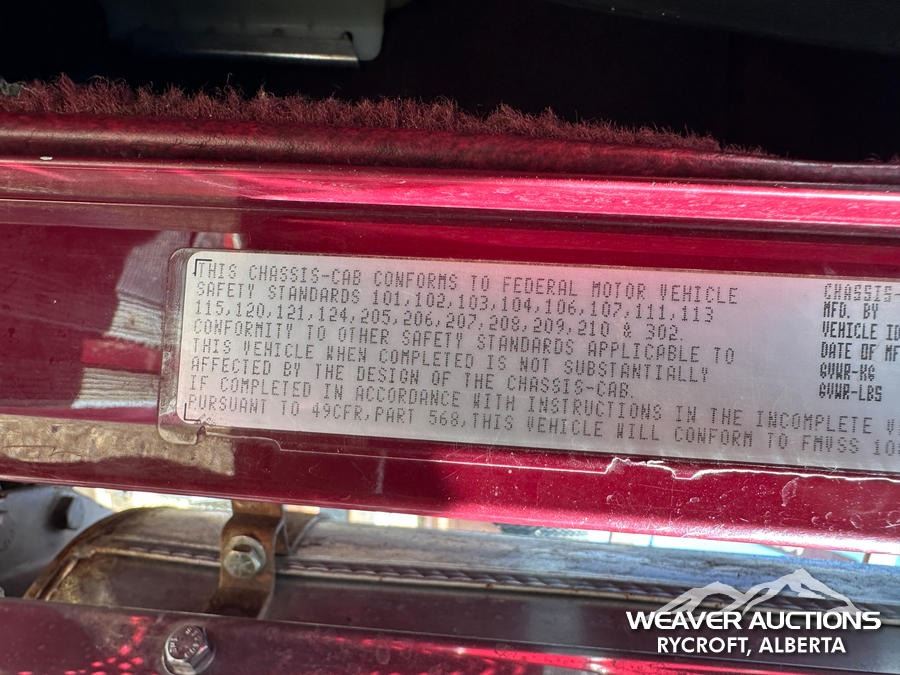 THIS CHASSIS-CAB CONFORMS TO FEDERAL MOTOR VEHICLE
SAFETY STANDARDS 101,102,103,104,106,107,111,113
115,120,121,124,205,206,207,208,209,210 & 302.
CONFORMITY TO OTHER SAFETY STANDARDS APPLICABLE TO
THIS VEHICLE WHEN COMPLETED IS NOT SUBSTANTIALLY
AFFECTED BY THE DESIGN OF THE CHASSIS-CAB.
IF COMPLETED IN ACCORDANCE WITH INSTRUCTIONS IN THE INCOMPLETE
PURSUANT TO 49CFR,PART 568,THIS VEHICLE WILL CONFORM TO FMVSS
CHASSIS-
MFD. BY
VEHICLE ID
DATE OF MF
GVWR-KG
GVWR-LBS
WEAVER AUCTIONS
RYCROFT, ALBERTA